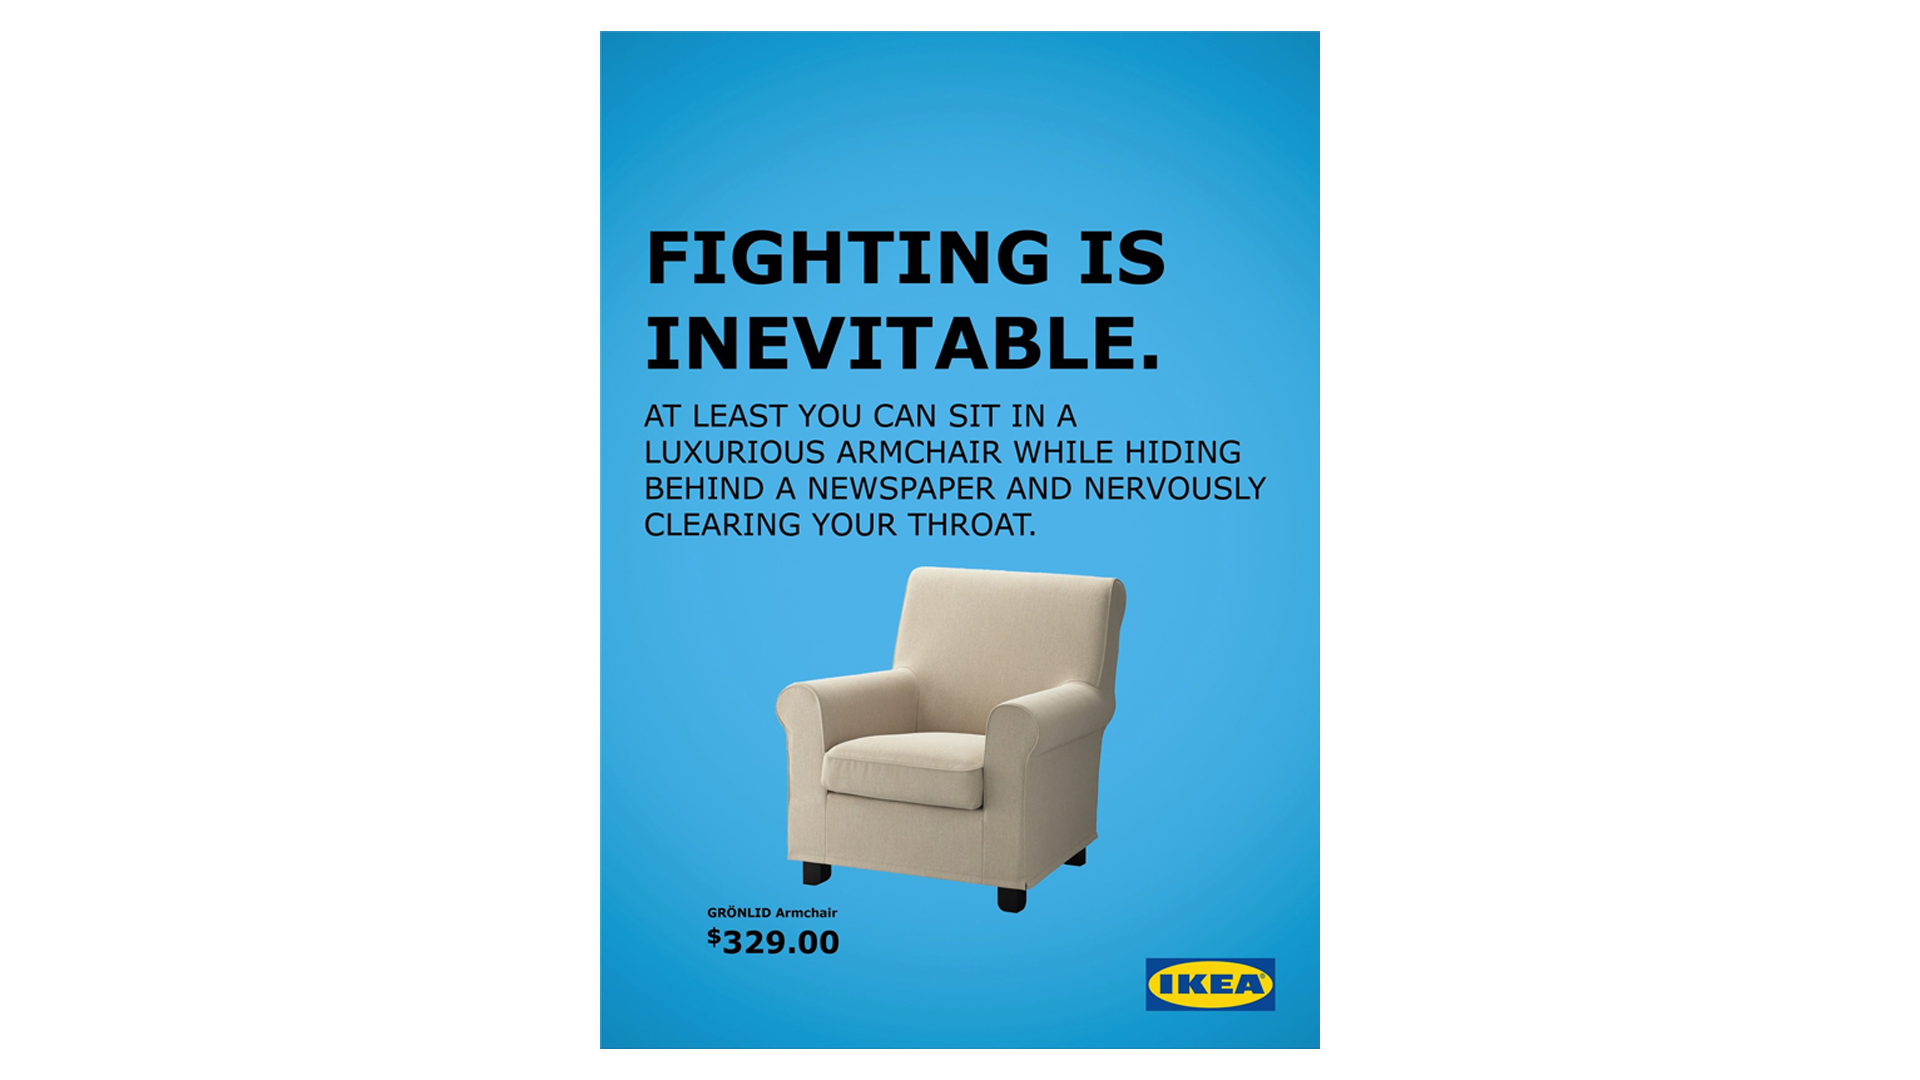 FIGHTING IS
INEVITABLE.
AT LEAST YOU CAN SIT IN A
LUXURIOUS ARMCHAIR WHILE HIDING
BEHIND A NEWSPAPER AND NERVOUSLY
CLEARING YOUR THROAT.
GRÖNLID Armchair
$329.00
IKEA®